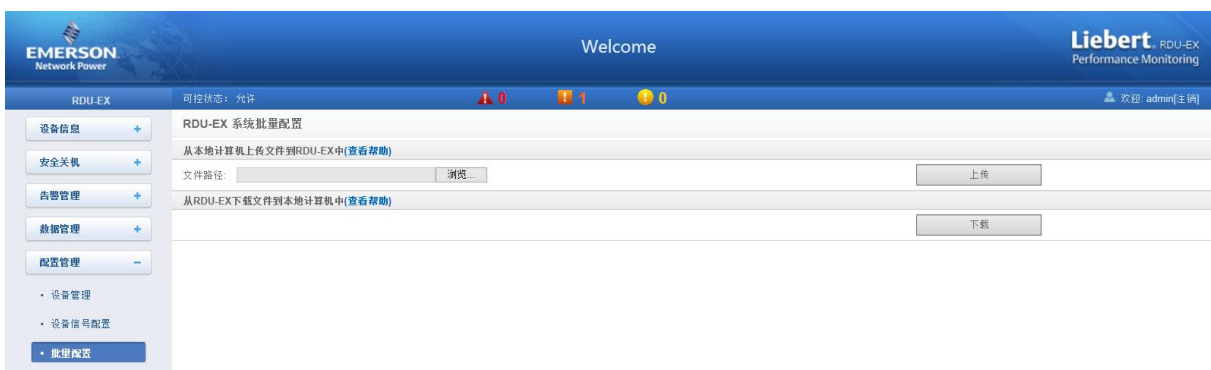 EMERSON
Network Power
Welcome
Liebert. RDU-EX
Performance Monitoring
RDU-EX
可控状态: 允许
0
1
0
欢迎: admin[注销]
设备信息 +
安全关机 +
告警管理 +
数据管理 +
配置管理 -
• 设备管理
• 设备信号配置
• 批量配置
RDU-EX 系统批量配置
从本地计算机上传文件到RDU-EX中(查看帮助)
文件路径: 浏览... 上传
从RDU-EX下载文件到本地计算机中(查看帮助)
下载